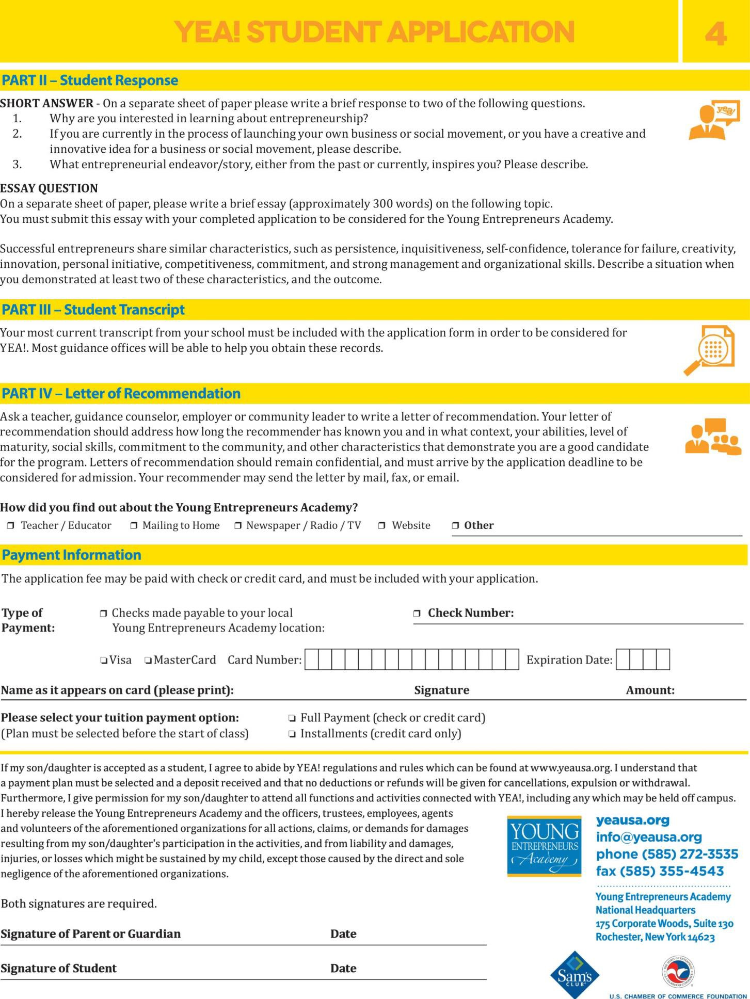 YEA! STUDENT APPLICATION
4
PART II – Student Response
SHORT ANSWER - On a separate sheet of paper please write a brief response to two of the following questions.
1. Why are you interested in learning about entrepreneurship?
2. If you are currently in the process of launching your own business or social movement, or you have a creative and
innovative idea for a business or social movement, please describe.
3. What entrepreneurial endeavor/story, either from the past or currently, inspires you? Please describe.
yea!
ESSAY QUESTION
On a separate sheet of paper, please write a brief essay (approximately 300 words) on the following topic.
You must submit this essay with your completed application to be considered for the Young Entrepreneurs Academy.
Successful entrepreneurs share similar characteristics, such as persistence, inquisitiveness, self-confidence, tolerance for failure, creativity,
innovation, personal initiative, competitiveness, commitment, and strong management and organizational skills. Describe a situation when
you demonstrated at least two of these characteristics, and the outcome.
PART III – Student Transcript
Your most current transcript from your school must be included with the application form in order to be considered for
YEA!. Most guidance offices will be able to help you obtain these records.
PART IV – Letter of Recommendation
Ask a teacher, guidance counselor, employer or community leader to write a letter of recommendation. Your letter of
recommendation should address how long the recommender has known you and in what context, your abilities, level of
maturity, social skills, commitment to the community, and other characteristics that demonstrate you are a good candidate
for the program. Letters of recommendation should remain confidential, and must arrive by the application deadline to be
considered for admission. Your recommender may send the letter by mail, fax, or email.
How did you find out about the Young Entrepreneurs Academy?
❐ Teacher / Educator ❐ Mailing to Home ❐ Newspaper / Radio / TV ❐ Website ❐ Other
Payment Information
The application fee may be paid with check or credit card, and must be included with your application.
Type of ❐ Checks made payable to your local ❐ Check Number:
Payment: Young Entrepreneurs Academy location:
❏ Visa ❏ MasterCard Card Number: Expiration Date:
Name as it appears on card (please print): Signature Amount:
Please select your tuition payment option: ❏ Full Payment (check or credit card)
(Plan must be selected before the start of class) ❏ Installments (credit card only)
If my son/daughter is accepted as a student, I agree to abide by YEA! regulations and rules which can be found at www.yeausa.org. I understand that
a payment plan must be selected and a deposit received and that no deductions or refunds will be given for cancellations, expulsion or withdrawal.
Furthermore, I give permission for my son/daughter to attend all functions and activities connected with YEA!, including any which may be held off campus.
I hereby release the Young Entrepreneurs Academy and the officers, trustees, employees, agents
and volunteers of the aforementioned organizations for all actions, claims, or demands for damages
resulting from my son/daughter's participation in the activities, and from liability and damages,
injuries, or losses which might be sustained by my child, except those caused by the direct and sole
negligence of the aforementioned organizations.
Both signatures are required.
Signature of Parent or Guardian Date
Signature of Student Date
YOUNG
ENTREPRENEURS
Academy
yeausa.org
info@yeausa.org
phone (585) 272-3535
fax (585) 355-4543
Young Entrepreneurs Academy
National Headquarters
175 Corporate Woods, Suite 130
Rochester, New York 14623
Sam's
CLUB®
THE SPIRIT OF ENTERPRISE
U.S. CHAMBER OF COMMERCE
®
U.S. CHAMBER OF COMMERCE FOUNDATION